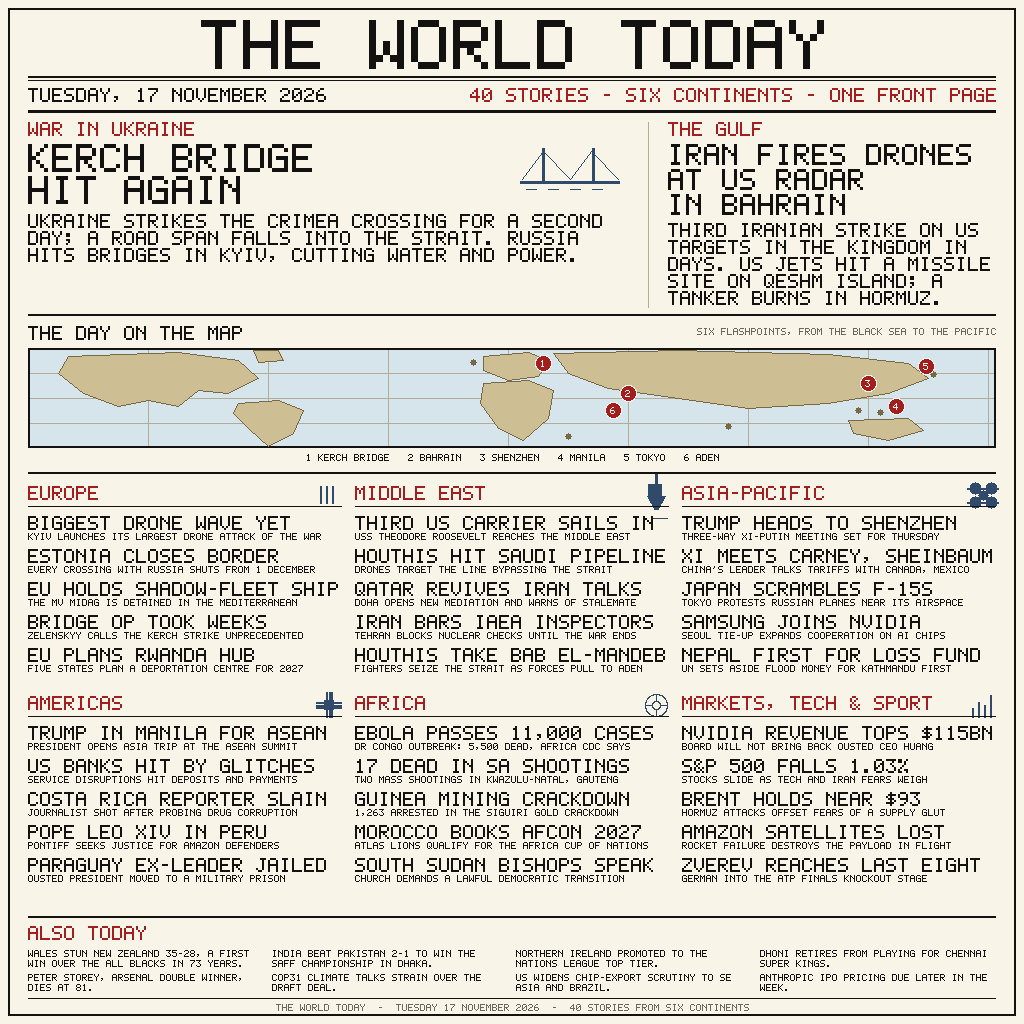 THE WORLD TODAY
TUESDAY, 17 NOVEMBER 2026
40 STORIES - SIX CONTINENTS - ONE FRONT PAGE
WAR IN UKRAINE
KERCH BRIDGE
HIT AGAIN
UKRAINE STRIKES THE CRIMEA CROSSING FOR A SECOND
DAY; A ROAD SPAN FALLS INTO THE STRAIT. RUSSIA
HITS BRIDGES IN KYIV, CUTTING WATER AND POWER.
THE GULF
IRAN FIRES DRONES
AT US RADAR
IN BAHRAIN
THIRD IRANIAN STRIKE ON US
TARGETS IN THE KINGDOM IN
DAYS. US JETS HIT A MISSILE
SITE ON QESHM ISLAND; A
TANKER BURNS IN HORMUZ.
THE DAY ON THE MAP
SIX FLASHPOINTS, FROM THE BLACK SEA TO THE PACIFIC
1
2
3
4
5
6
1 KERCH BRIDGE 2 BAHRAIN 3 SHENZHEN 4 MANILA 5 TOKYO 6 ADEN
EUROPE
BIGGEST DRONE WAVE YET
KYIV LAUNCHES ITS LARGEST DRONE ATTACK OF THE WAR
ESTONIA CLOSES BORDER
EVERY CROSSING WITH RUSSIA SHUTS FROM 1 DECEMBER
EU HOLDS SHADOW-FLEET SHIP
THE MV MIDAG IS DETAINED IN THE MEDITERRANEAN
BRIDGE OP TOOK WEEKS
ZELENSKYY CALLS THE KERCH STRIKE UNPRECEDENTED
EU PLANS RWANDA HUB
FIVE STATES PLAN A DEPORTATION CENTRE FOR 2027
MIDDLE EAST
THIRD US CARRIER SAILS IN
USS THEODORE ROOSEVELT REACHES THE MIDDLE EAST
HOUTHIS HIT SAUDI PIPELINE
DRONES TARGET THE LINE BYPASSING THE STRAIT
QATAR REVIVES IRAN TALKS
DOHA OPENS NEW MEDIATION AND WARNS OF STALEMATE
IRAN BARS IAEA INSPECTORS
TEHRAN BLOCKS NUCLEAR CHECKS UNTIL THE WAR ENDS
HOUTHIS TAKE BAB EL-MANDEB
FIGHTERS SEIZE THE STRAIT AS FORCES PULL TO ADEN
ASIA-PACIFIC
TRUMP HEADS TO SHENZHEN
THREE-WAY XI-PUTIN MEETING SET FOR THURSDAY
XI MEETS CARNEY, SHEINBAUM
CHINA'S LEADER TALKS TARIFFS WITH CANADA, MEXICO
JAPAN SCRAMBLES F-15S
TOKYO PROTESTS RUSSIAN PLANES NEAR ITS AIRSPACE
SAMSUNG JOINS NVIDIA
SEOUL TIE-UP EXPANDS COOPERATION ON AI CHIPS
NEPAL FIRST FOR LOSS FUND
UN SETS ASIDE FLOOD MONEY FOR KATHMANDU FIRST
AMERICAS
TRUMP IN MANILA FOR ASEAN
PRESIDENT OPENS ASIA TRIP AT THE ASEAN SUMMIT
US BANKS HIT BY GLITCHES
SERVICE DISRUPTIONS HIT DEPOSITS AND PAYMENTS
COSTA RICA REPORTER SLAIN
JOURNALIST SHOT AFTER PROBING DRUG CORRUPTION
POPE LEO XIV IN PERU
PONTIFF SEEKS JUSTICE FOR AMAZON DEFENDERS
PARAGUAY EX-LEADER JAILED
OUSTED PRESIDENT MOVED TO A MILITARY PRISON
AFRICA
EBOLA PASSES 11,000 CASES
DR CONGO OUTBREAK: 5,500 DEAD, AFRICA CDC SAYS
17 DEAD IN SA SHOOTINGS
TWO MASS SHOOTINGS IN KWAZULU-NATAL, GAUTENG
GUINEA MINING CRACKDOWN
1,263 ARRESTED IN THE SIGUIRI GOLD CRACKDOWN
MOROCCO BOOKS AFCON 2027
ATLAS LIONS QUALIFY FOR THE AFRICA CUP OF NATIONS
SOUTH SUDAN BISHOPS SPEAK
CHURCH DEMANDS A LAWFUL DEMOCRATIC TRANSITION
MARKETS, TECH & SPORT
NVIDIA REVENUE TOPS $115BN
BOARD WILL NOT BRING BACK OUSTED CEO HUANG
S&P 500 FALLS 1.03%
STOCKS SLIDE AS TECH AND IRAN FEARS WEIGH
BRENT HOLDS NEAR $93
HORMUZ ATTACKS OFFSET FEARS OF A SUPPLY GLUT
AMAZON SATELLITES LOST
ROCKET FAILURE DESTROYS THE PAYLOAD IN FLIGHT
ZVEREV REACHES LAST EIGHT
GERMAN INTO THE ATP FINALS KNOCKOUT STAGE
ALSO TODAY
WALES STUN NEW ZEALAND 35-28, A FIRST
WIN OVER THE ALL BLACKS IN 73 YEARS.
PETER STOREY, ARSENAL DOUBLE WINNER,
DIES AT 81.
INDIA BEAT PAKISTAN 2-1 TO WIN THE
SAFF CHAMPIONSHIP IN DHAKA.
COP31 CLIMATE TALKS STRAIN OVER THE
DRAFT DEAL.
NORTHERN IRELAND PROMOTED TO THE
NATIONS LEAGUE TOP TIER.
US WIDENS CHIP-EXPORT SCRUTINY TO SE
ASIA AND BRAZIL.
DHONI RETIRES FROM PLAYING FOR CHENNAI
SUPER KINGS.
ANTHROPIC IPO PRICING DUE LATER IN THE
WEEK.
THE WORLD TODAY - TUESDAY 17 NOVEMBER 2026 - 40 STORIES FROM SIX CONTINENTS